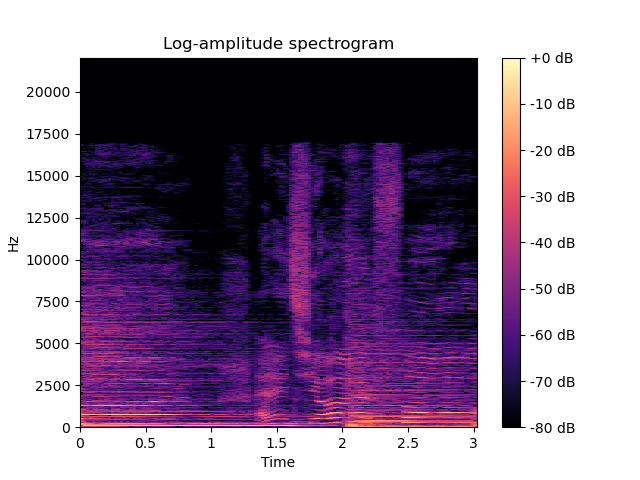 Log-amplitude spectrogram
+0 dB
20000
-10 dB
17500
-20 dB
15000
-30 dB
12500
Hz
-40 dB
10000
-50 dB
7500
-60 dB
5000
-70 dB
2500
0
-80 dB
0 0.5 1 1.5 2 2.5 3
Time